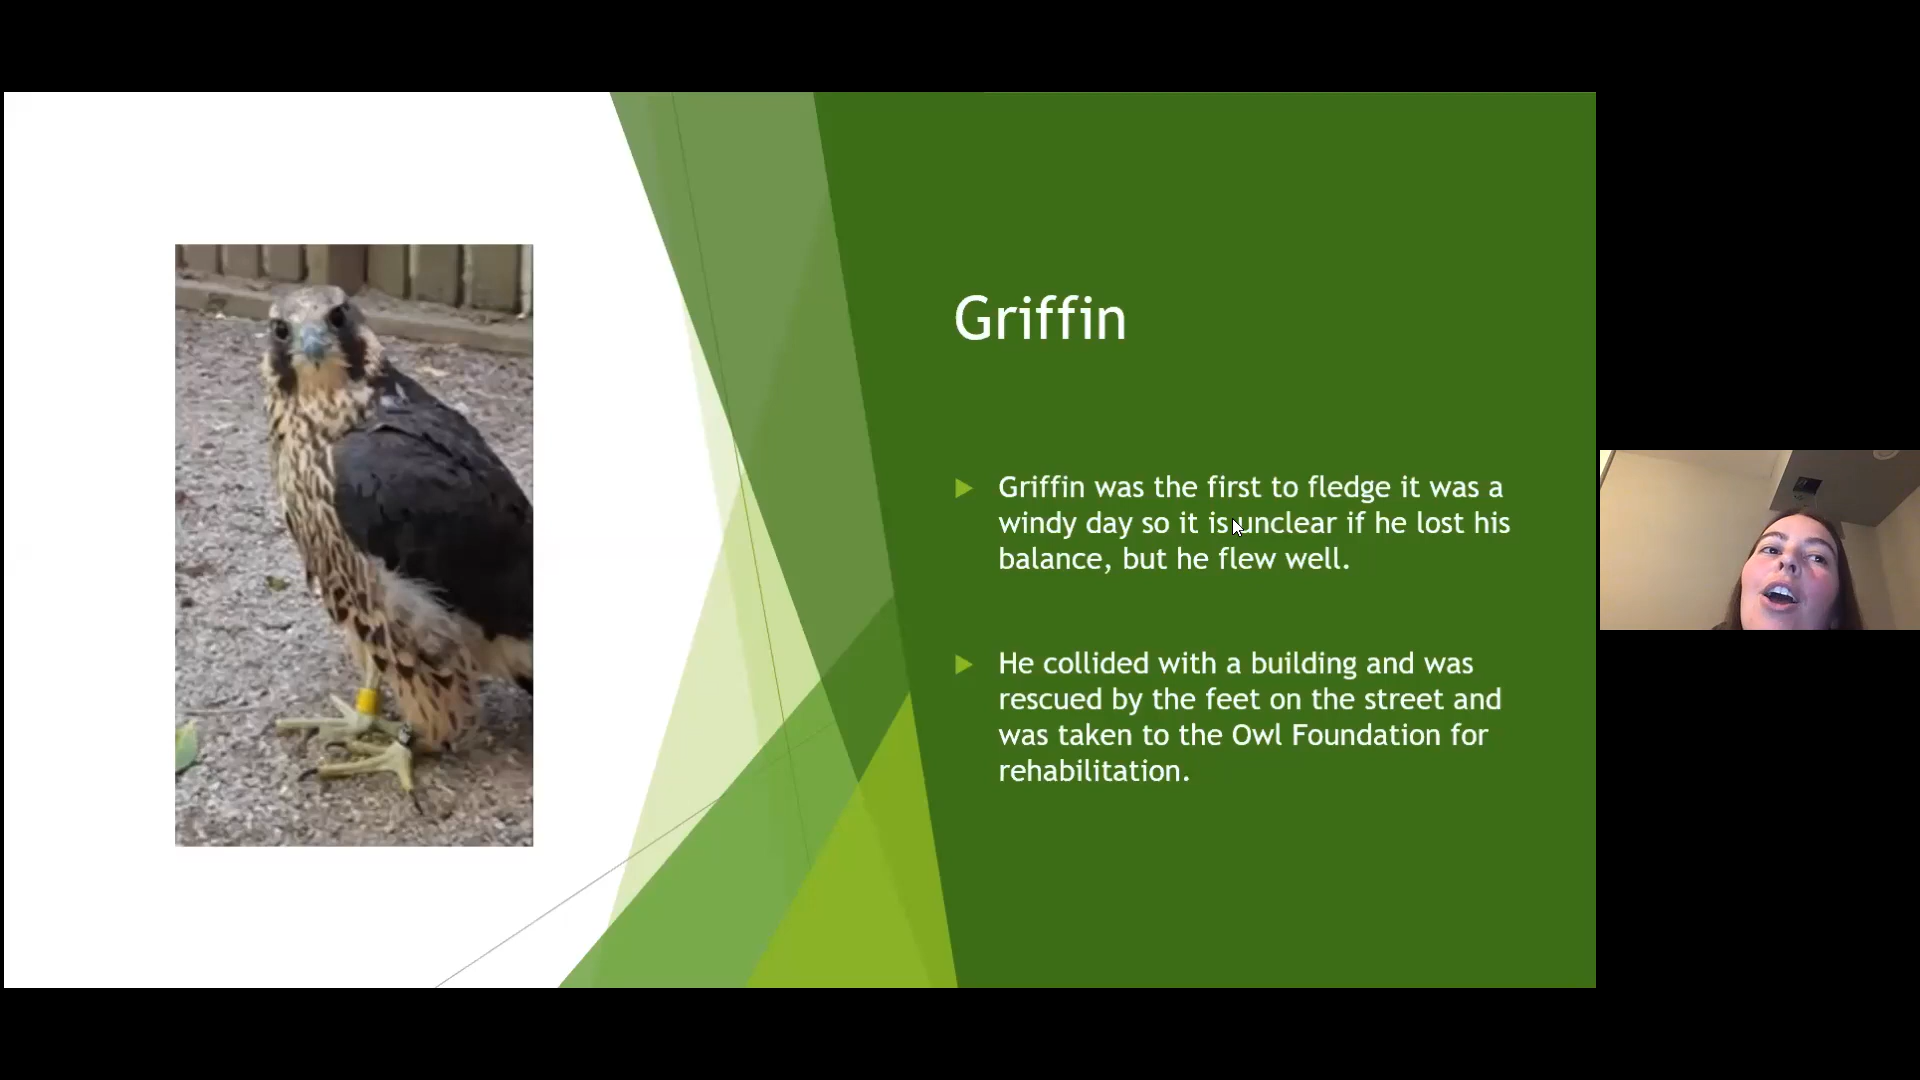 Griffin
Griffin was the first to fledge it was a
windy day so it is unclear if he lost his
balance, but he flew well.
He collided with a building and was
rescued by the feet on the street and
was taken to the Owl Foundation for
rehabilitation.